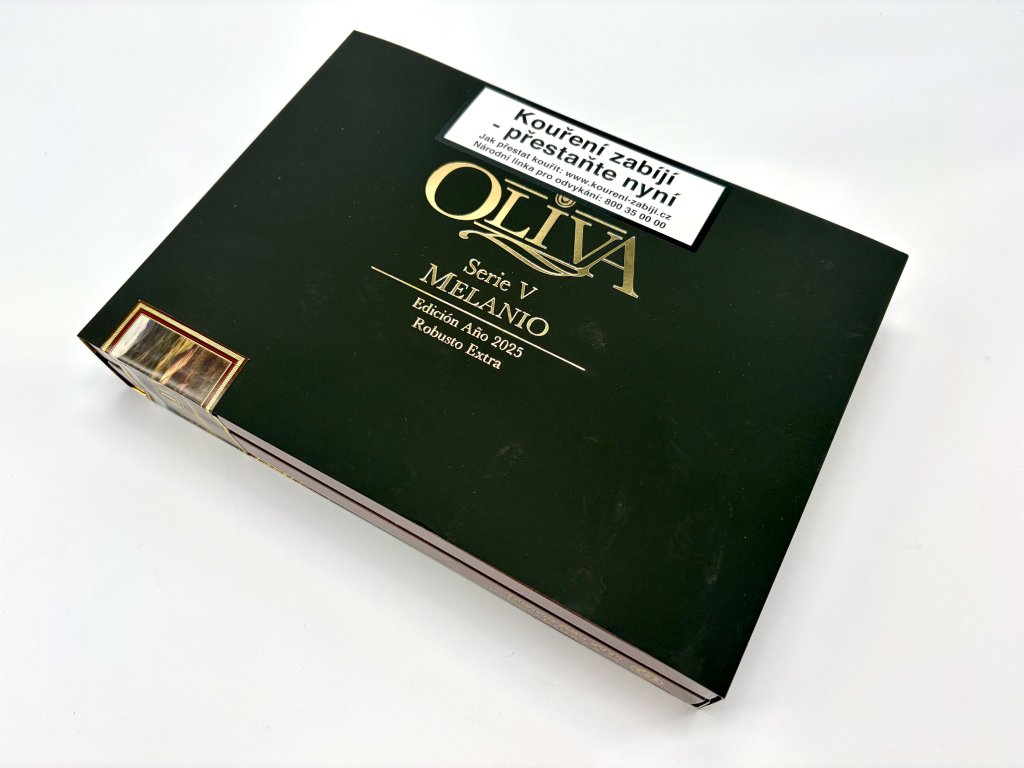 Kouření zabíjí
- přestaňte nyní
Jak přestat kouřit: www.koureni-zabiji.cz
Národní linka pro odvykání: 800 35 00 00
OLIVA
Serie V
MELANIO
Edición Año 2025
Robusto Extra